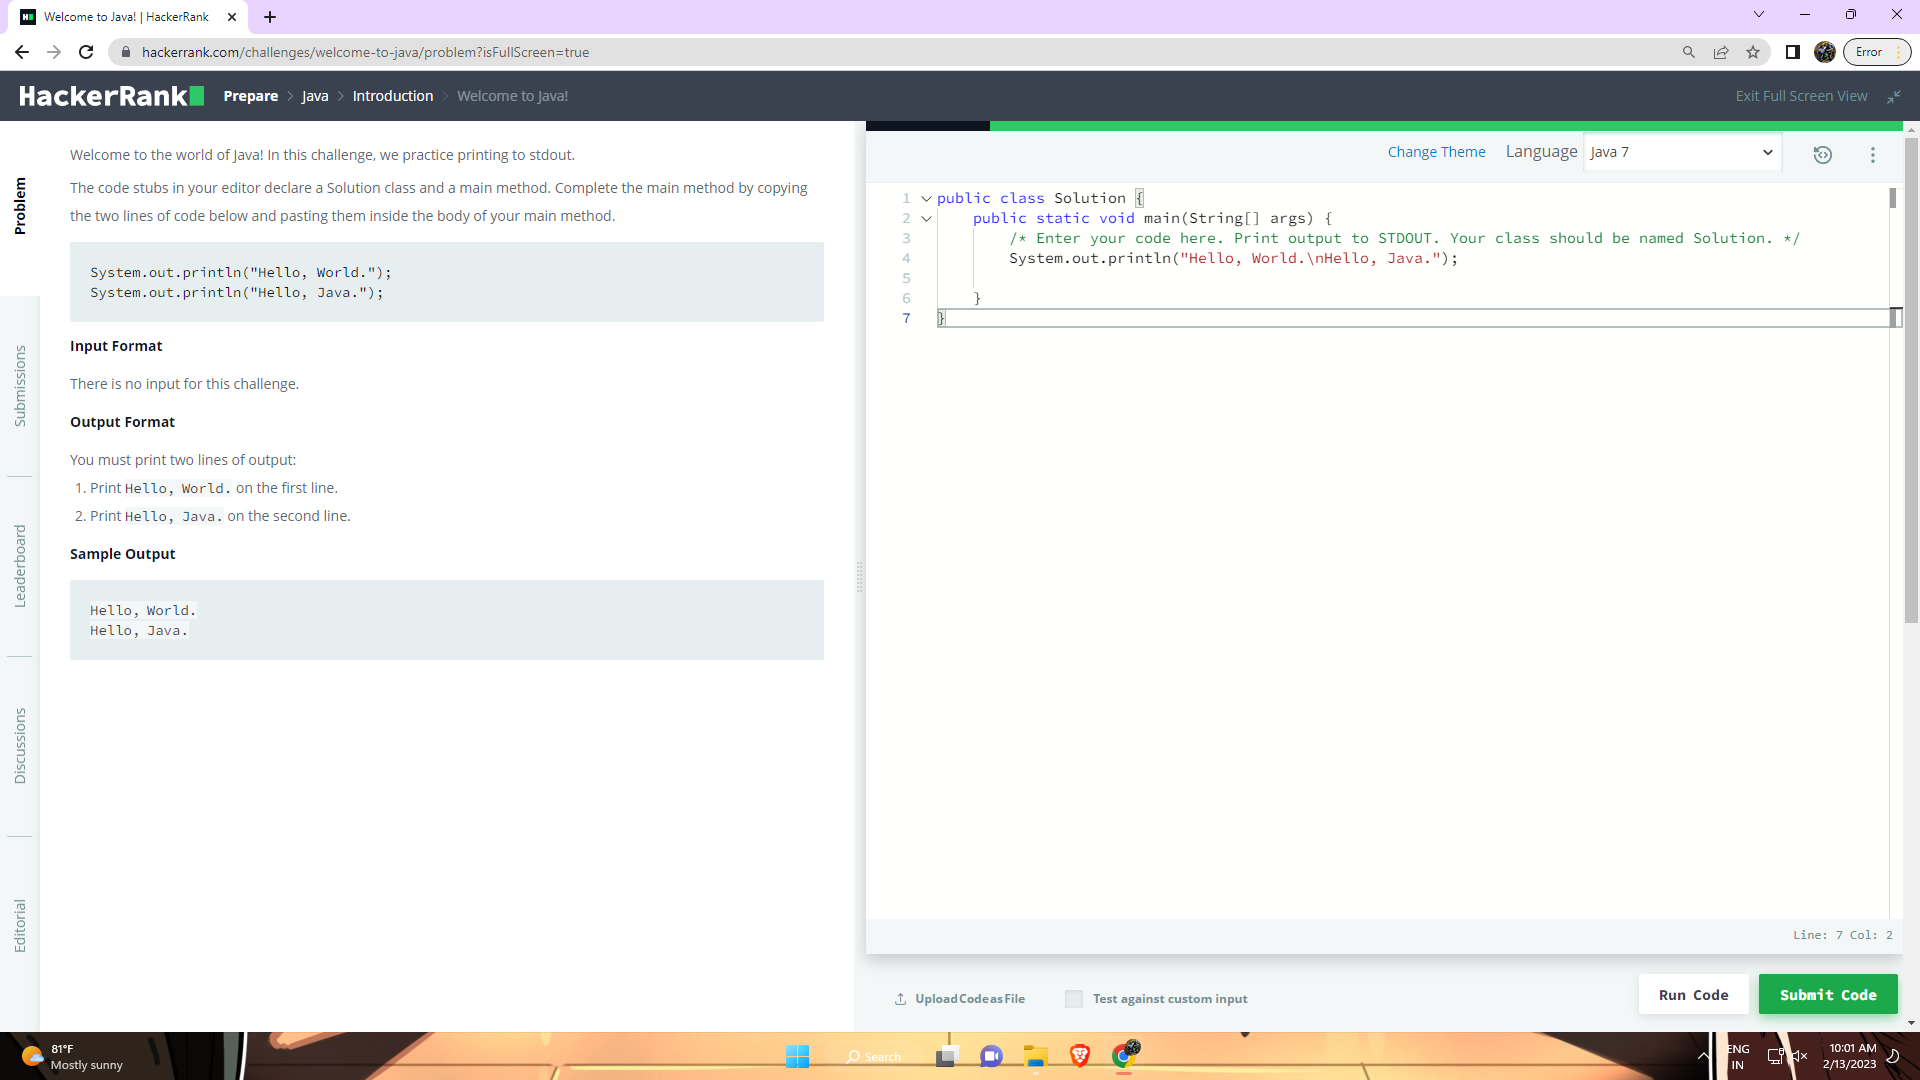 Welcome to Java! | HackerRank
hackerrank.com/challenges/welcome-to-java/problem?isFullScreen=true
Error
HackerRank
Prepare > Java > Introduction > Welcome to Java!
Exit Full Screen View
Problem
Submissions
Leaderboard
Discussions
Editorial
Welcome to the world of Java! In this challenge, we practice printing to stdout.
The code stubs in your editor declare a Solution class and a main method. Complete the main method by copying
the two lines of code below and pasting them inside the body of your main method.
System.out.println("Hello, World.");
System.out.println("Hello, Java.");
Input Format
There is no input for this challenge.
Output Format
You must print two lines of output:
1. Print Hello, World. on the first line.
2. Print Hello, Java. on the second line.
Sample Output
Hello, World.
Hello, Java.
Change Theme Language Java 7
1 public class Solution {
2 public static void main(String[] args) {
3 /* Enter your code here. Print output to STDOUT. Your class should be named Solution. */
4 System.out.println("Hello, World.\nHello, Java.");
5
6 }
7 }
Line: 7 Col: 2
Upload Code as File
Test against custom input
Run Code
Submit Code
81°F
Mostly sunny
Search
ENG
IN
10:01 AM
2/13/2023